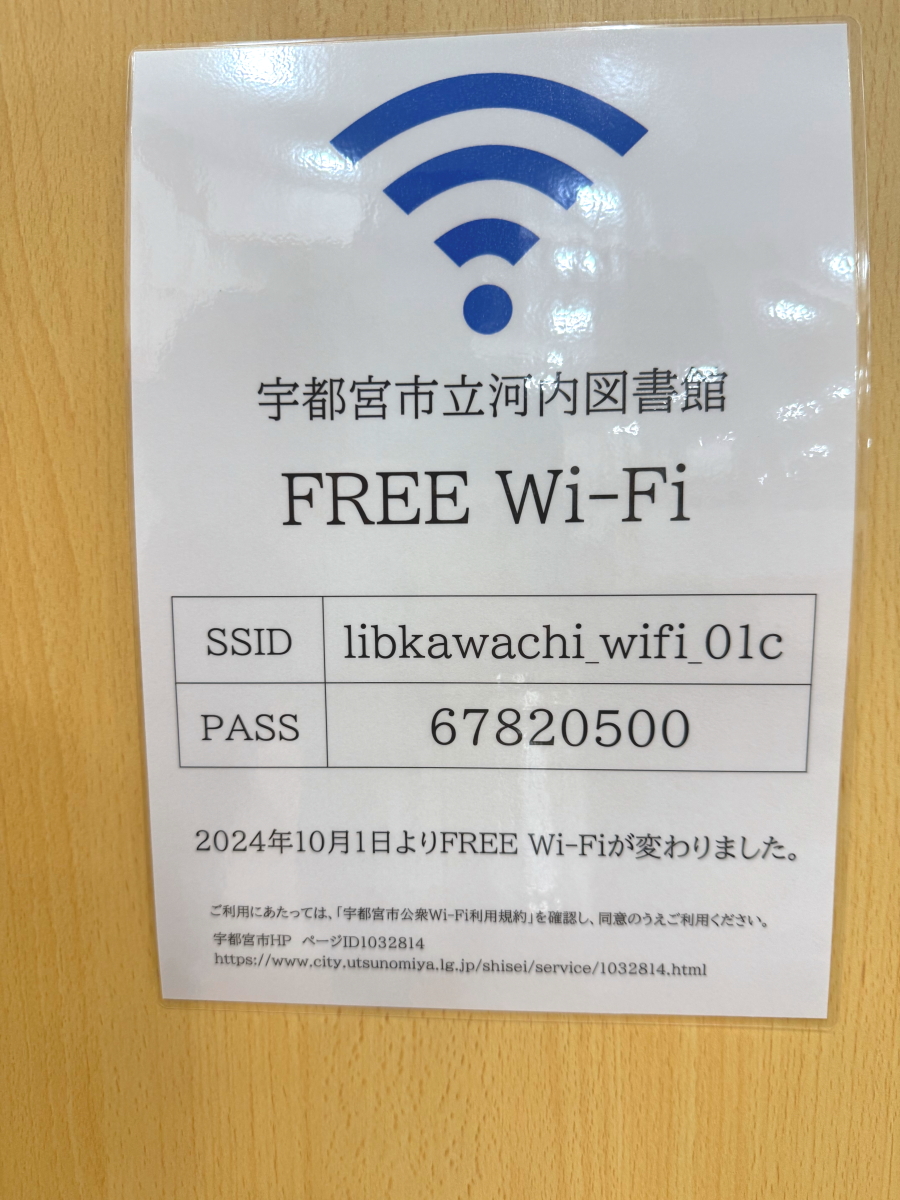 宇都宮市立河内図書館
FREE Wi-Fi
SSID libkawachi_wifi_01c
PASS 67820500
2024年10月1日よりFREE Wi-Fiが変わりました。
ご利用にあたっては、「宇都宮市公衆Wi-Fi利用規約」を確認し、同意のうえご利用ください。
宇都宮市HP ページID1032814
https://www.city.utsunomiya.lg.jp/shisei/service/1032814.html